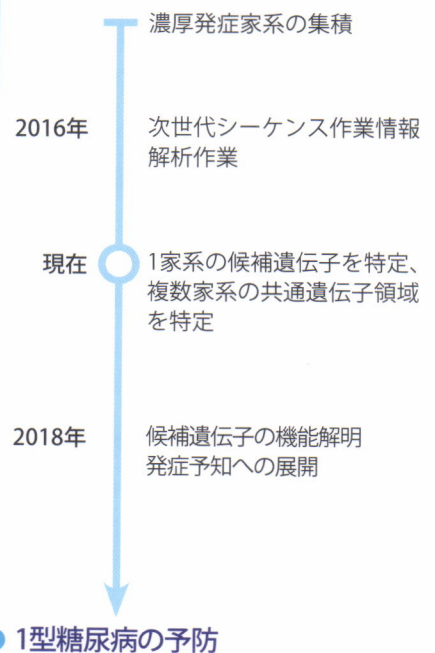 濃厚発症家系の集積
2016年
次世代シーケンス作業情報
解析作業
現在
1家系の候補遺伝子を特定、
複数家系の共通遺伝子領域
を特定
2018年
候補遺伝子の機能解明
発症予知への展開
1型糖尿病の予防